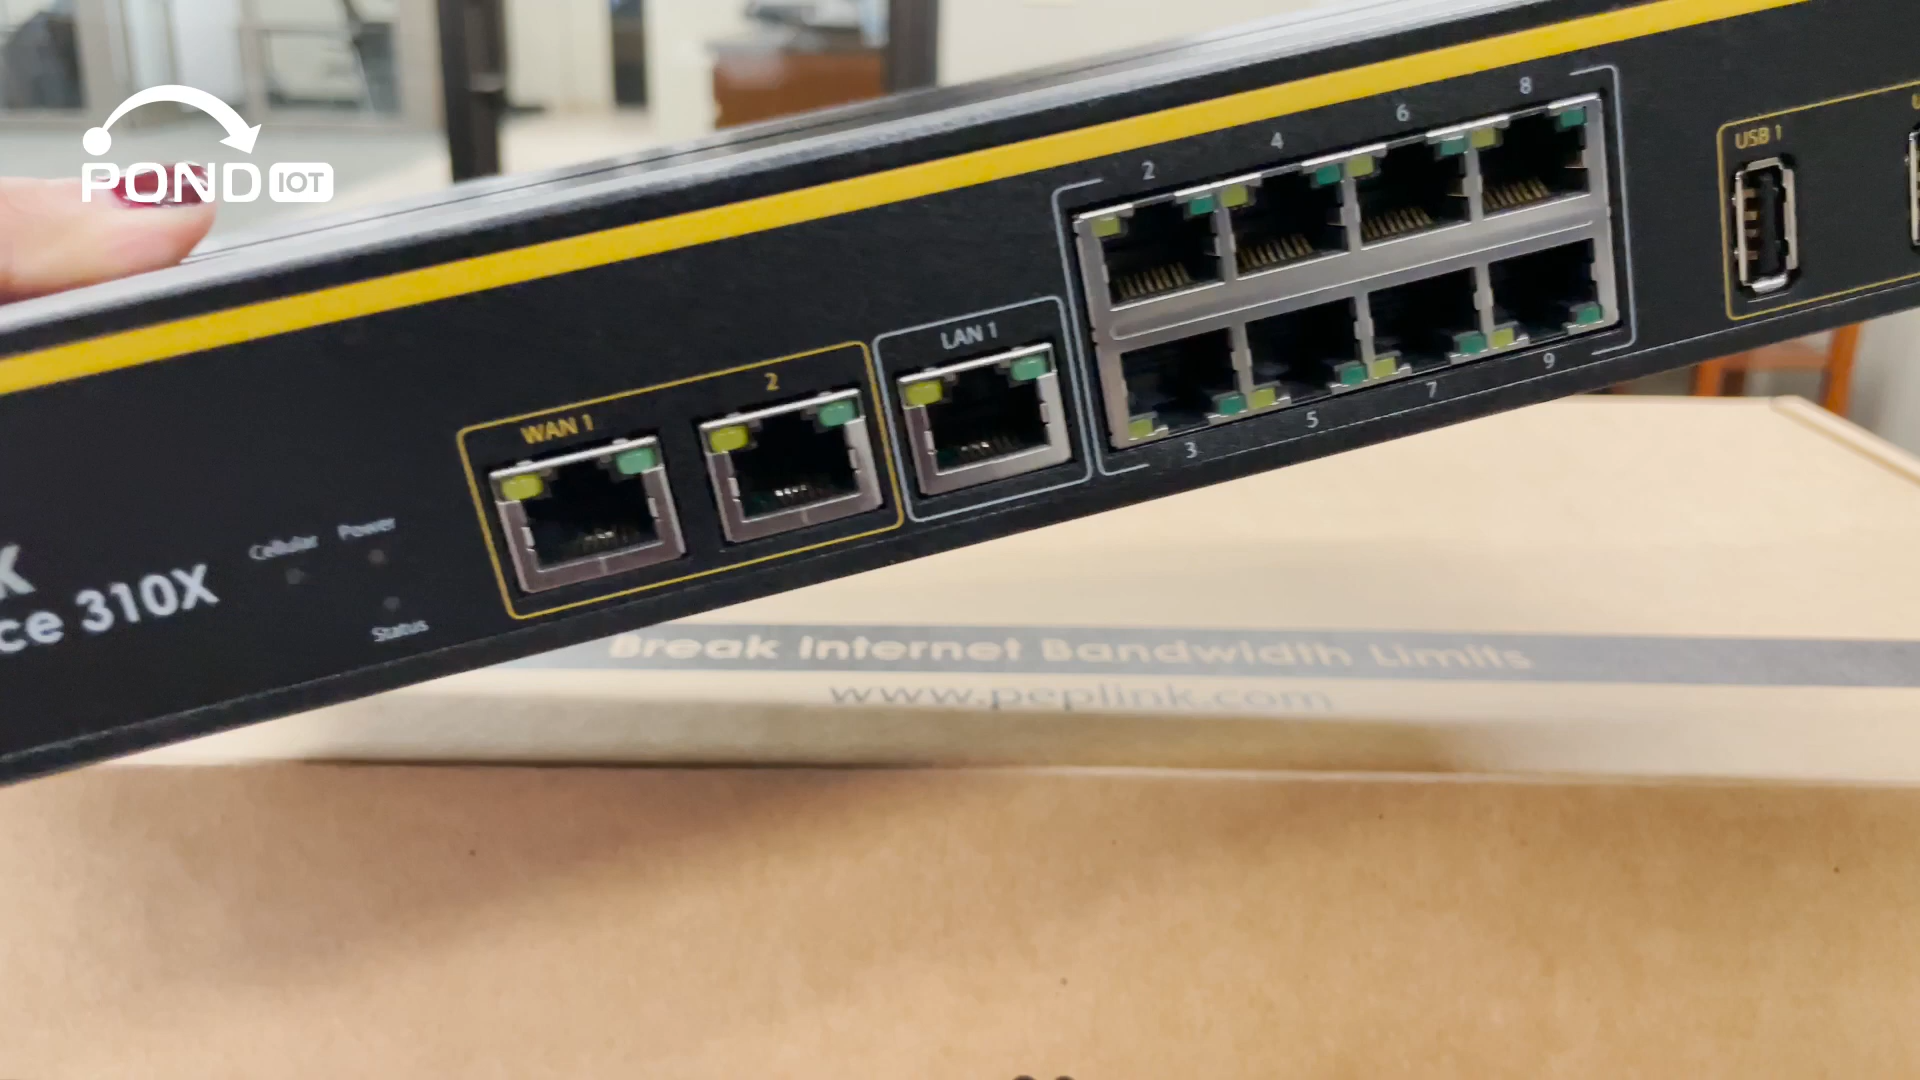 POND IOT
K
ce 310X
Cellular
Power
Status
WAN 1
2
LAN 1
2
4
6
8
3
5
7
9
USB 1
Break Internet Bandwidth Limits
www.peplink.com